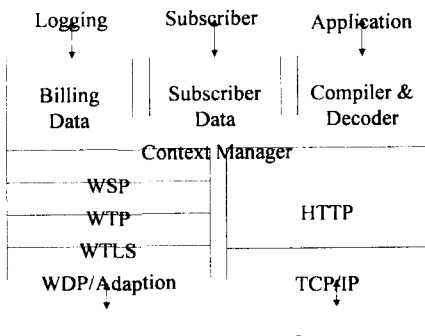 Logging Subscriber Application
Billing Data
Subscriber Data
Compiler & Decoder
Context Manager
WSP
WTP
WTLS
WDP/Adaption
HTTP
TCP/IP